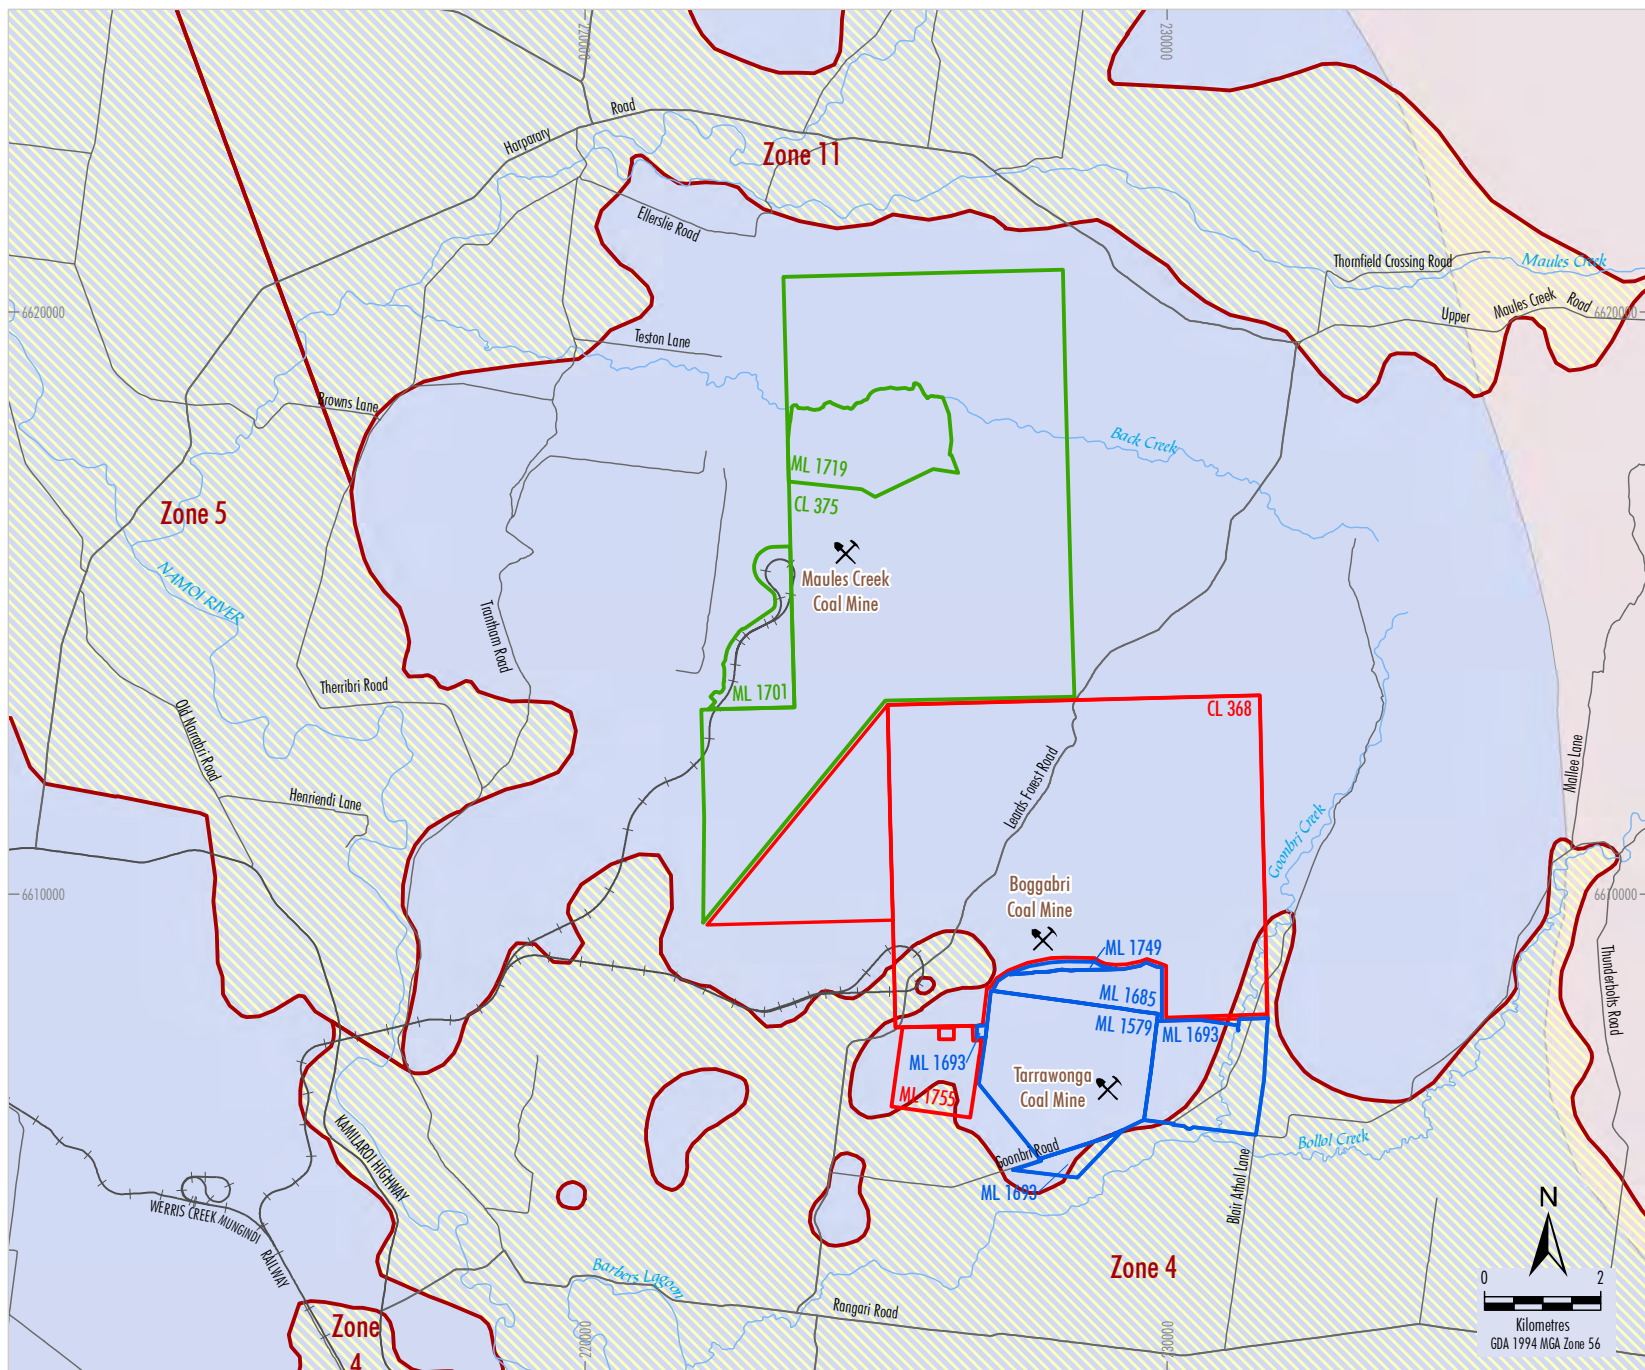 220000
230000
Harparary
Road
Zone 11
Ellerslie Road
Thornfield Crossing Road
Maules Creek
Upper
Maules Creek
Road
6620000
6620000
Teston Lane
Browns Lane
Back Creek
ML 1719
CL 375
Zone 5
Maules Creek
Coal Mine
NAMOI RIVER
Trantham Road
Therribri Road
ML 1701
CL 368
Old Narrabri Road
Henriendi Lane
Leards Forest Road
Mallee Lane
Goonbri Creek
6610000
6610000
Boggabri
Coal Mine
ML 1749
ML 1685
ML 1579
ML 1693
ML 1693
Thunderbolts Road
Tarrawonga
Coal Mine
ML 1755
KAMILAROI HIGHWAY
Goonbri Road
Bollol Creek
ML 1693
Blair Athol Lane
WERRIS CREEK MUNGINDI
RAILWAY
Barbers Lagoon
Zone 4
Rangari Road
Zone
4
220000
230000
N
0
2
Kilometres
GDA 1994 MGA Zone 56